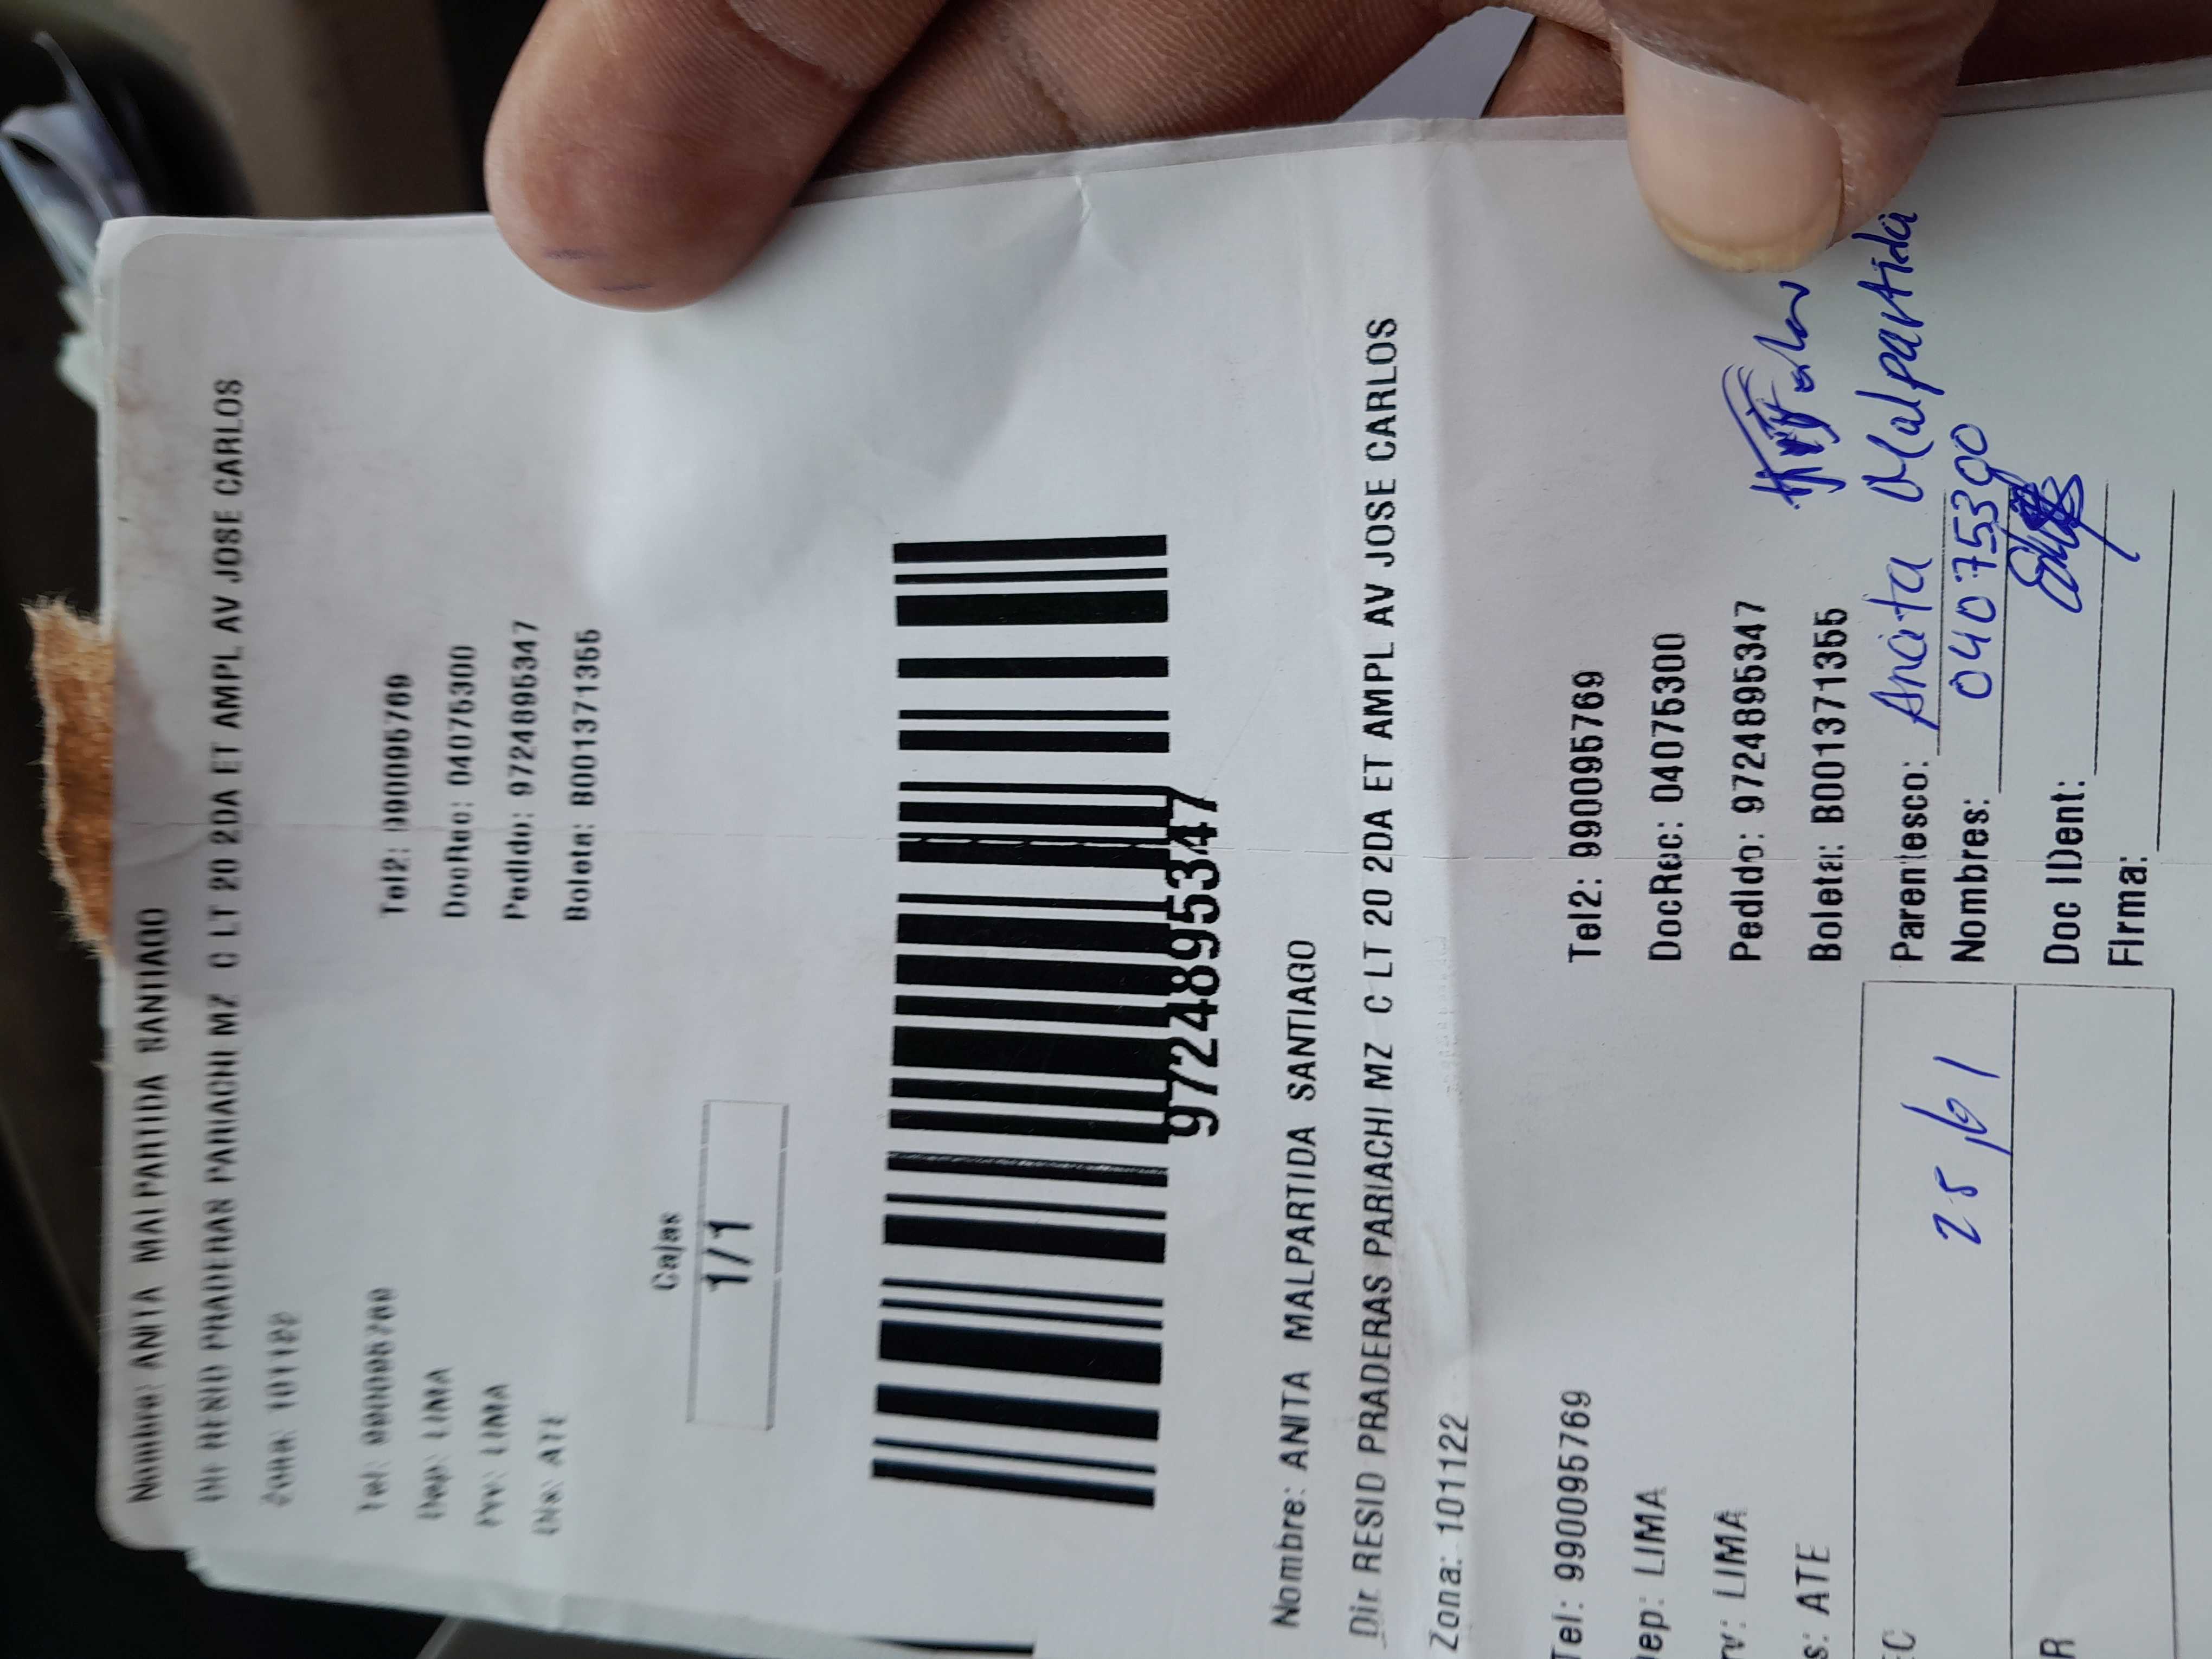 Nombre: ANITA MALPARTIDA SANTIAGO
Dir RESID PRADERAS PARIACHI MZ C LT 20 2DA ET AMPL AV JOSE CARLOS
Zona: 101122
Tel: 990095769 Tel2: 990095769
Dep: LIMA DocRec: 04075300
Prv: LIMA Pedido:9724895347
Dis: ATE Boleta: B001371355
Cajas
1/1
9724895347
Nombre: ANITA MALPARTIDA SANTIAGO
Dir RESID PRADERAS PARIACHI MZ C LT 20 2DA ET AMPL AV JOSE CARLOS
Zona: 101122
Tel: 990095769 Tel2: 990095769
Dep: LIMA DocRec: 04075300
rv: LIMA Pedido: 9724895347
s: ATE Boleta: B001371355
EC 25/01 Parentesco: Anita Malpartida
Nombres: 04075300
R Doc IDent:
Firma: